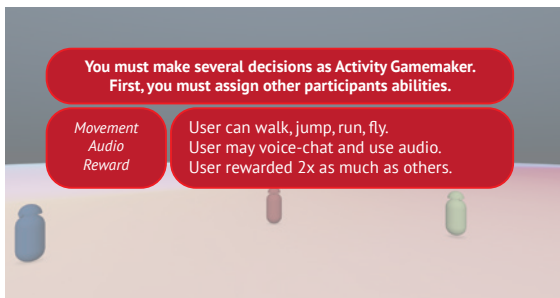 You must make several decisions as Activity Gamemaker.
First, you must assign other participants abilities.
Movement
Audio
Reward
User can walk, jump, run, fly.
User may voice-chat and use audio.
User rewarded 2x as much as others.